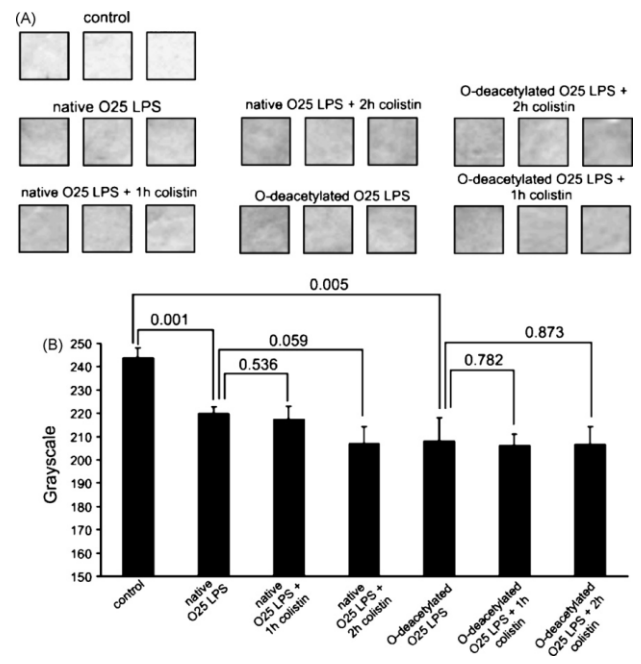 (A)
control
native O25 LPS
native O25 LPS + 2h colistin
O-deacetylated O25 LPS +
2h colistin
native O25 LPS + 1h colistin
O-deacetylated O25 LPS
O-deacetylated O25 LPS +
1h colistin
(B)
0.005
0.001
0.059
0.536
0.873
0.782
Grayscale
250
240
230
220
210
200
190
180
170
160
150
control
native
O25 LPS
native
O25 LPS +
1h colistin
native
O25 LPS +
2h colistin
O-deacetylated
O25 LPS
O-deacetylated
O25 LPS + 1h
colistin
O-deacetylated
O25 LPS + 2h
colistin